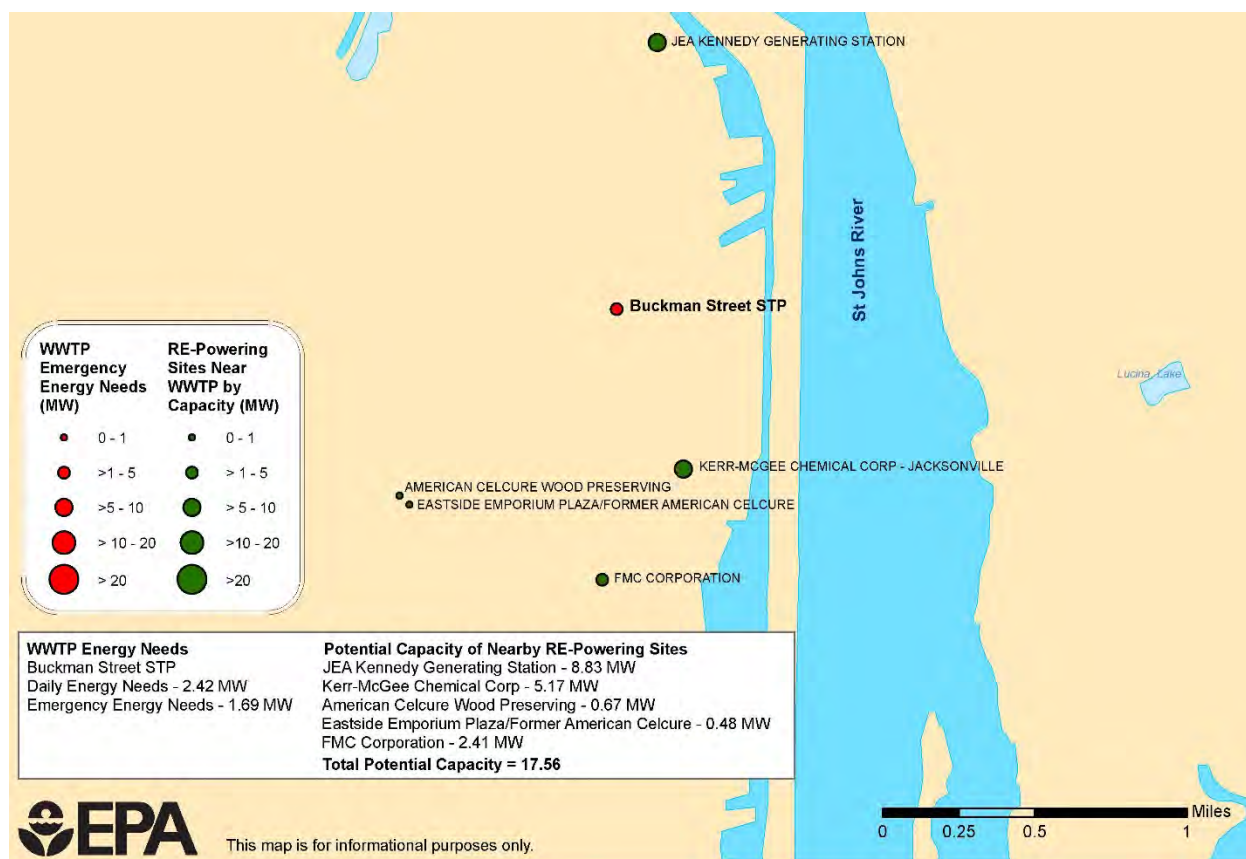 JEA KENNEDY GENERATING STATION
St Johns River
Buckman Street STP
Lucina, Lake
KERR-MCGEE CHEMICAL CORP - JACKSONVILLE
AMERICAN CELCURE WOOD PRESERVING
EASTSIDE EMPORIUM PLAZA/FORMER AMERICAN CELCURE
FMC CORPORATION
WWTP
Emergency
Energy Needs
(MW)
0 - 1
>1 - 5
>5 - 10
> 10 - 20
> 20
RE-Powering
Sites Near
WWTP by
Capacity (MW)
0 - 1
> 1 - 5
> 5 - 10
>10 - 20
>20
WWTP Energy Needs
Buckman Street STP
Daily Energy Needs - 2.42 MW
Emergency Energy Needs - 1.69 MW
Potential Capacity of Nearby RE-Powering Sites
JEA Kennedy Generating Station - 8.83 MW
Kerr-McGee Chemical Corp - 5.17 MW
American Celcure Wood Preserving - 0.67 MW
Eastside Emporium Plaza/Former American Celcure - 0.48 MW
FMC Corporation - 2.41 MW
Total Potential Capacity = 17.56
EPA
This map is for informational purposes only.
Miles
0 0.25 0.5 1